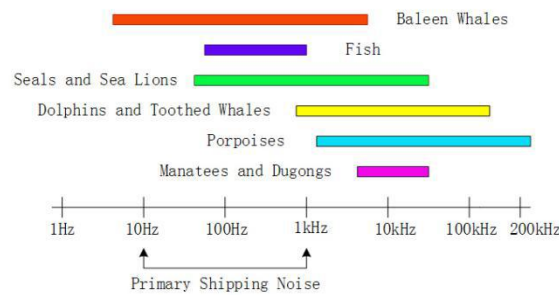 Baleen Whales
Fish
Seals and Sea Lions
Dolphins and Toothed Whales
Porpoises
Manatees and Dugongs
1Hz 10Hz 100Hz 1kHz 10kHz 100kHz 200kHz
Primary Shipping Noise